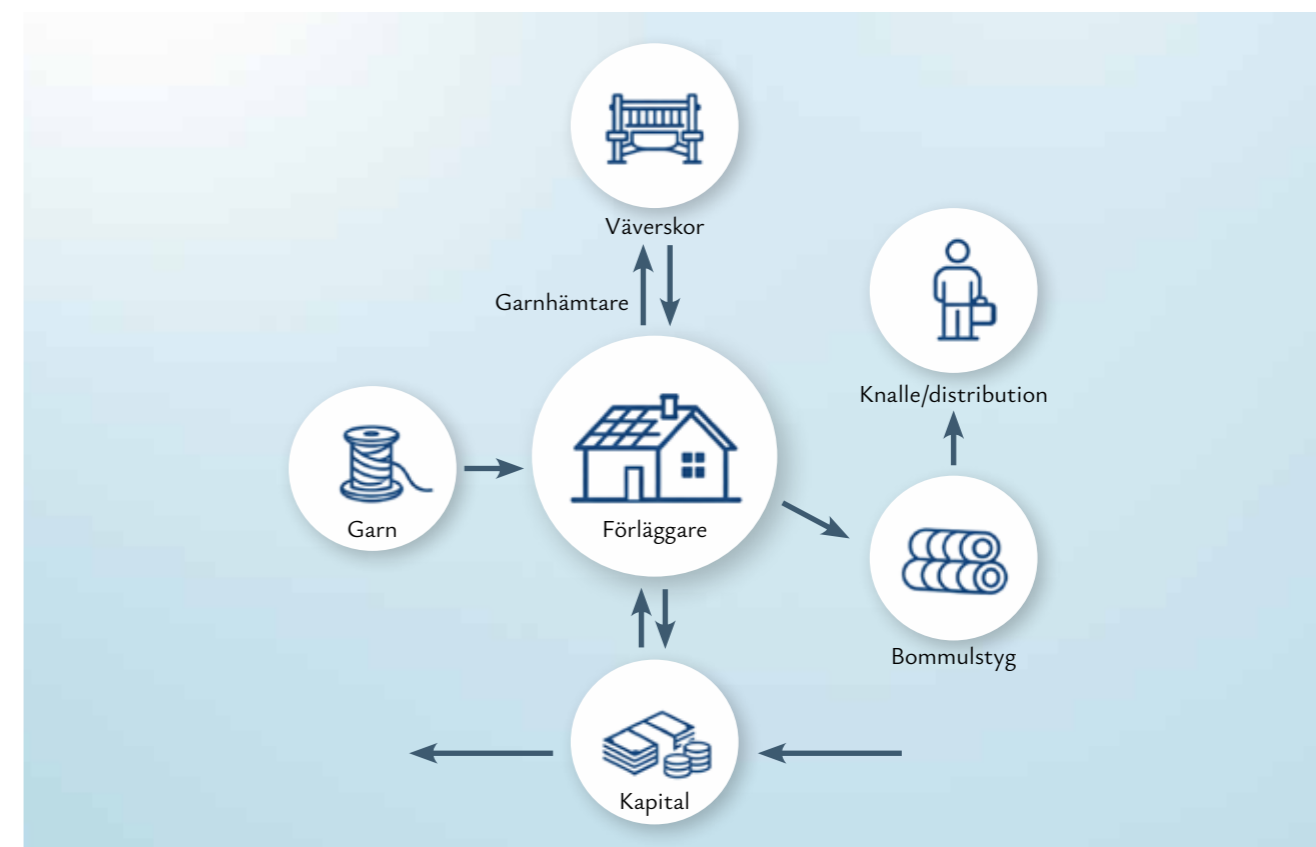 Väverskor
Garnhämtare
Knalle/distribution
Garn
Förläggare
Bommulstyg
Kapital